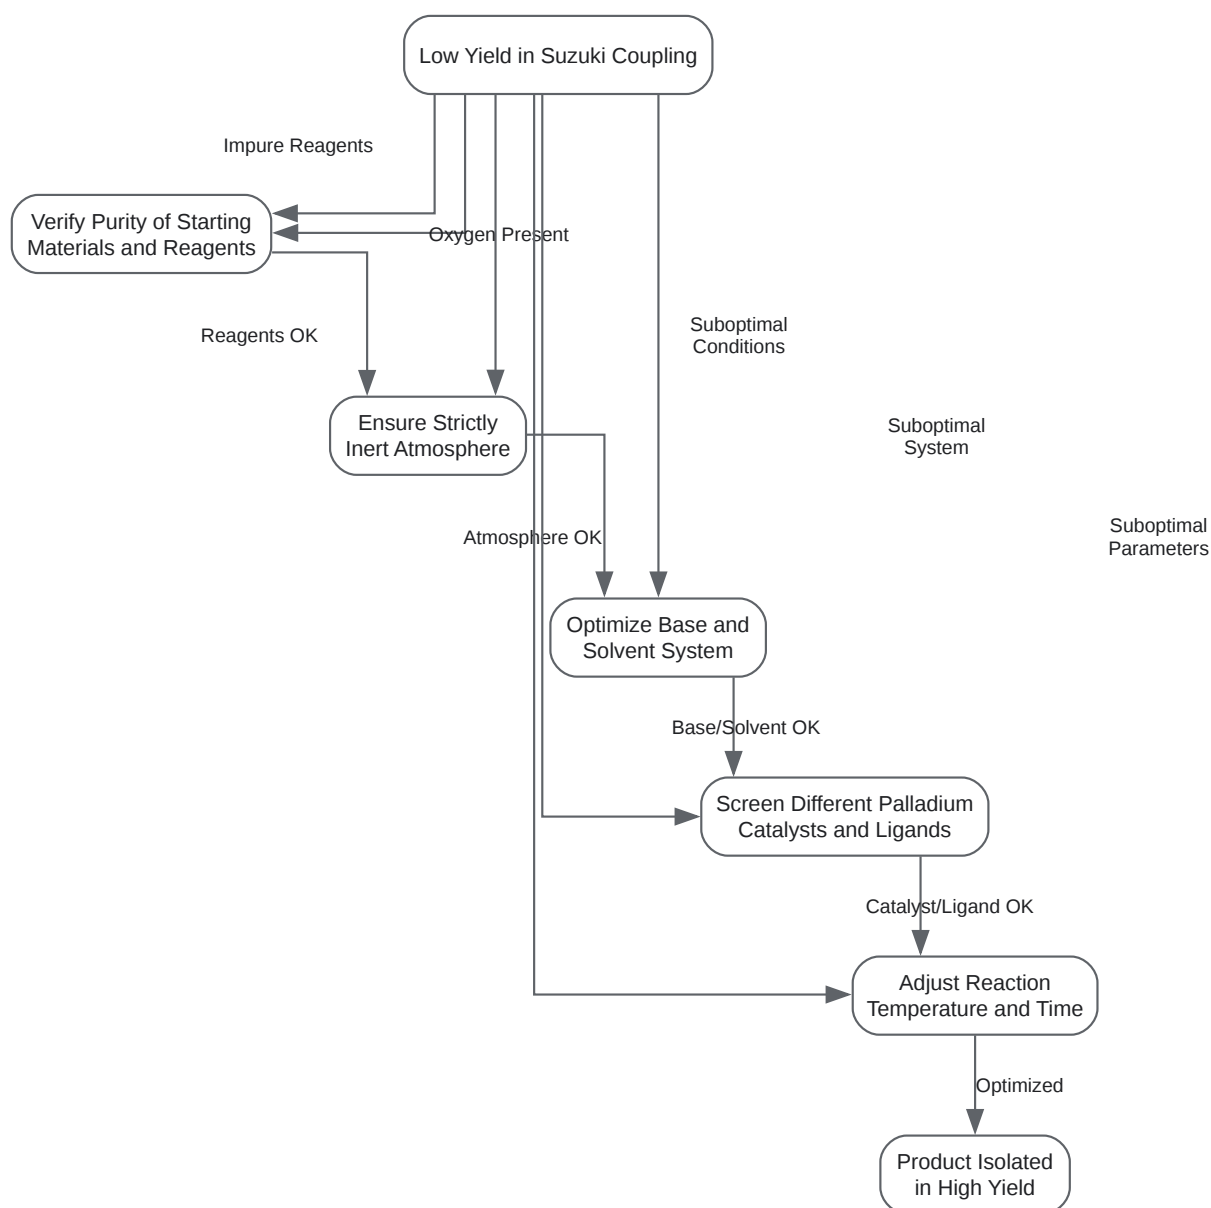 Low Yield in Suzuki Coupling
Impure Reagents
Verify Purity of Starting
Materials and Reagents
Oxygen Present
Reagents OK
Suboptimal
Conditions
Ensure Strictly
Inert Atmosphere
Suboptimal
System
Atmosphere OK
Suboptimal
Parameters
Optimize Base and
Solvent System
Base/Solvent OK
Screen Different Palladium
Catalysts and Ligands
Catalyst/Ligand OK
Adjust Reaction
Temperature and Time
Optimized
Product Isolated
in High Yield